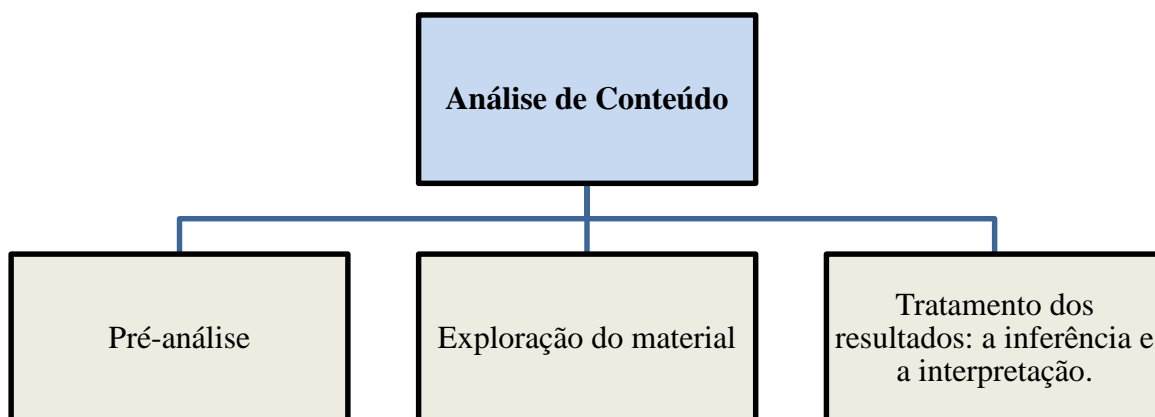 Análise de Conteúdo
Pré-análise
Exploração do material
Tratamento dos
resultados: a inferência e
a interpretação.